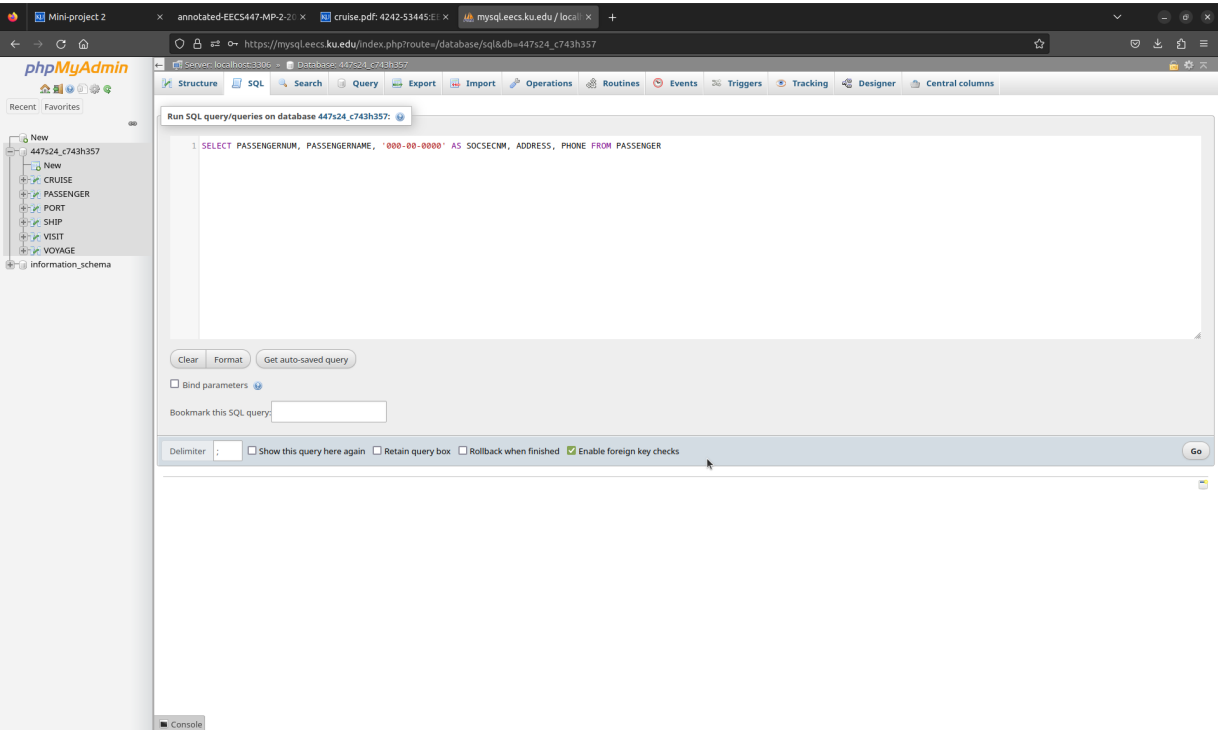 Mini-project 2
annotated-EECS447-MP-2-20
cruise.pdf: 4242-53445:EE
mysql.eecs.ku.edu / localh
https://mysql.eecs.ku.edu/index.php?route=/database/sql&db=447s24_c743h357
phpMyAdmin
Recent Favorites
New
447s24_c743h357
New
CRUISE
PASSENGER
PORT
SHIP
VISIT
VOYAGE
information_schema
Server: localhost:3306 » Database: 447s24_c743h357
Structure SQL Search Query Export Import Operations Routines Events Triggers Tracking Designer Central columns
Run SQL query/queries on database 447s24_c743h357:
1 SELECT PASSENGERNUM, PASSENGERNAME, '000-00-0000' AS SOCSECNM, ADDRESS, PHONE FROM PASSENGER
Clear Format Get auto-saved query
Bind parameters
Bookmark this SQL query:
Delimiter ; Show this query here again Retain query box Rollback when finished Enable foreign key checks Go
Console